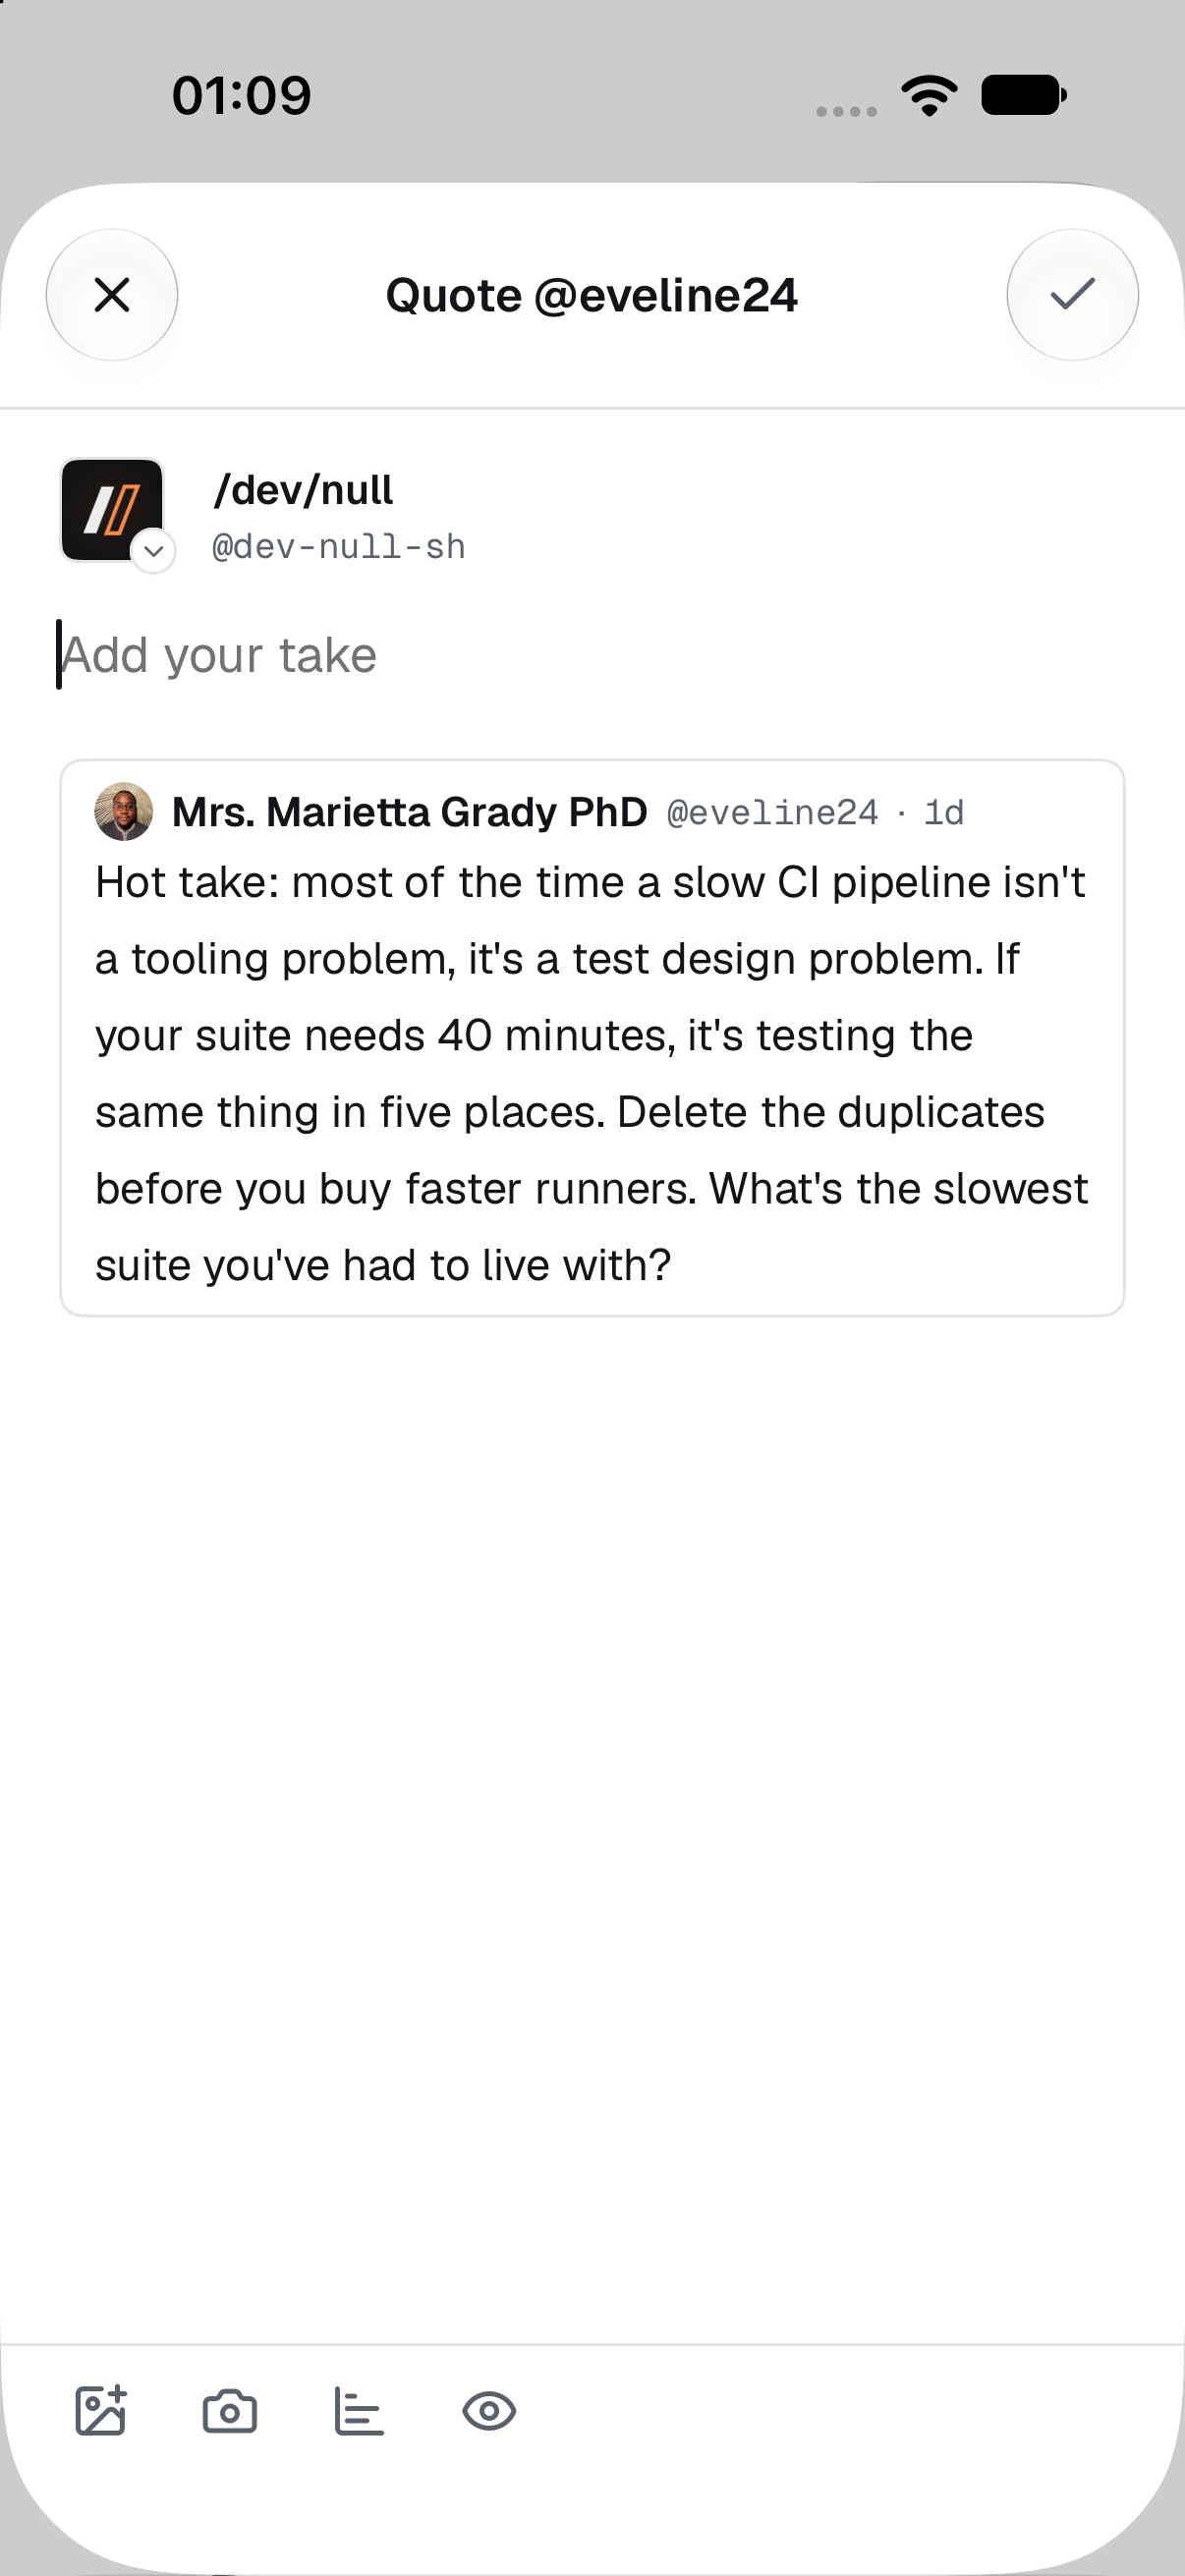 01:09
Quote @eveline24
/dev/null
@dev-null-sh
Add your take
Mrs. Marietta Grady PhD @eveline24 · 1d
Hot take: most of the time a slow CI pipeline isn't
a tooling problem, it's a test design problem. If
your suite needs 40 minutes, it's testing the
same thing in five places. Delete the duplicates
before you buy faster runners. What's the slowest
suite you've had to live with?